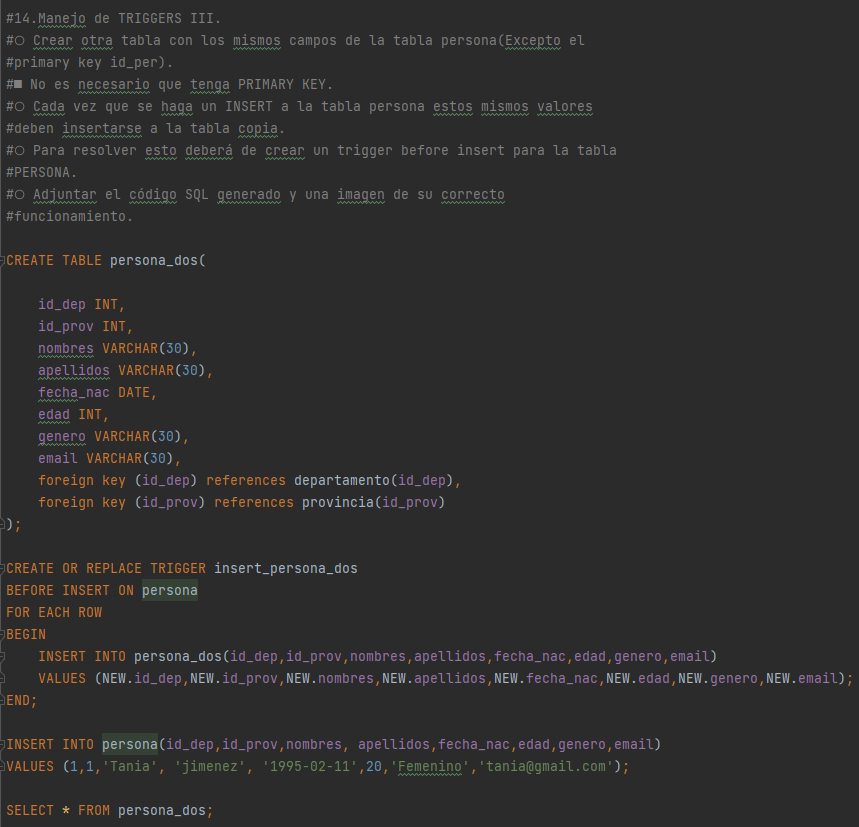 #14.Manejo de TRIGGERS III.
#○ Crear otra tabla con los mismos campos de la tabla persona(Excepto el
#primary key id_per).
#■ No es necesario que tenga PRIMARY KEY.
#○ Cada vez que se haga un INSERT a la tabla persona estos mismos valores
#deben insertarse a la tabla copia.
#○ Para resolver esto deberá de crear un trigger before insert para la tabla
#PERSONA.
#○ Adjuntar el código SQL generado y una imagen de su correcto
#funcionamiento.
CREATE TABLE persona_dos(
id_dep INT,
id_prov INT,
nombres VARCHAR(30),
apellidos VARCHAR(30),
fecha_nac DATE,
edad INT,
genero VARCHAR(30),
email VARCHAR(30),
foreign key (id_dep) references departamento(id_dep),
foreign key (id_prov) references provincia(id_prov)
);
CREATE OR REPLACE TRIGGER insert_persona_dos
BEFORE INSERT ON persona
FOR EACH ROW
BEGIN
INSERT INTO persona_dos(id_dep,id_prov,nombres,apellidos,fecha_nac,edad,genero,email)
VALUES (NEW.id_dep,NEW.id_prov,NEW.nombres,NEW.apellidos,NEW.fecha_nac,NEW.edad,NEW.genero,NEW.email);
END;
INSERT INTO persona(id_dep,id_prov,nombres, apellidos,fecha_nac,edad,genero,email)
VALUES (1,1,'Tania', 'jimenez', '1995-02-11',20,'Femenino','tania@gmail.com');
SELECT * FROM persona_dos;